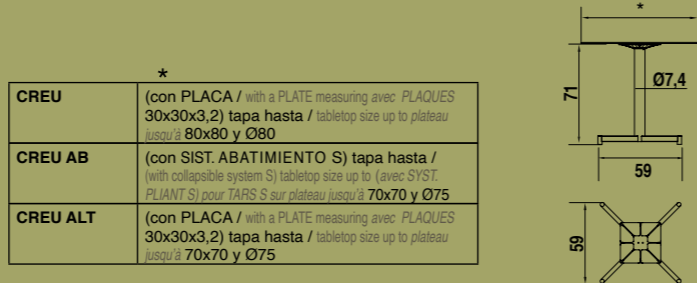 *
CREU
(con PLACA / with a PLATE measuring avec PLAQUES
30x30x3,2) tapa hasta / tabletop size up to plateau
jusqu'à 80x80 y Ø80
CREU AB
(con SIST. ABATIMIENTO S) tapa hasta /
(with collapsible system S) tabletop size up to (avec SYST.
PLIANT S) pour TARS S sur plateau jusqu'à 70x70 y Ø75
CREU ALT
(con PLACA / with a PLATE measuring avec PLAQUES
30x30x3,2) tapa hasta / tabletop size up to plateau
jusqu'à 70x70 y Ø75
*
71
Ø7,4
59
59